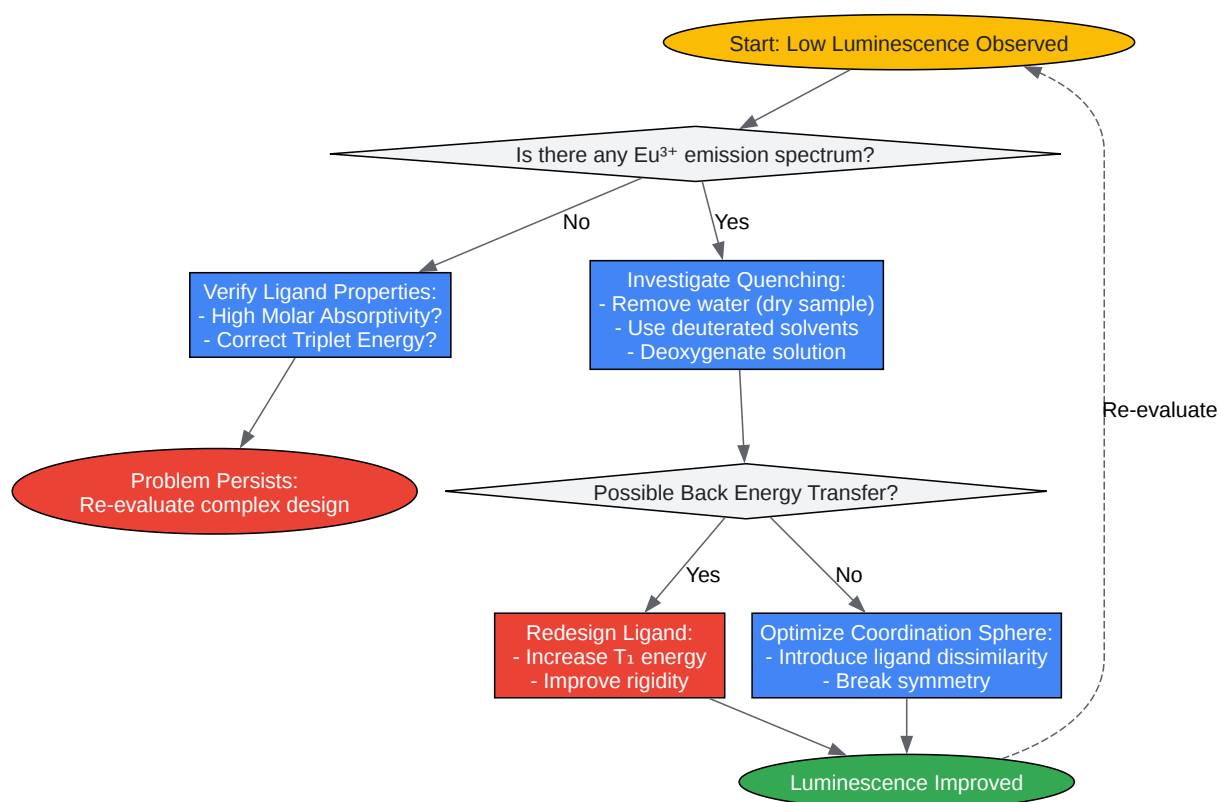 Start: Low Luminescence Observed
Is there any Eu³⁺ emission spectrum?
No
Yes
Verify Ligand Properties:
- High Molar Absorptivity?
- Correct Triplet Energy?
Investigate Quenching:
- Remove water (dry sample)
- Use deuterated solvents
- Deoxygenate solution
Re-evaluate
Problem Persists:
Re-evaluate complex design
Possible Back Energy Transfer?
Yes
No
Redesign Ligand:
- Increase T₁ energy
- Improve rigidity
Optimize Coordination Sphere:
- Introduce ligand dissimilarity
- Break symmetry
Luminescence Improved